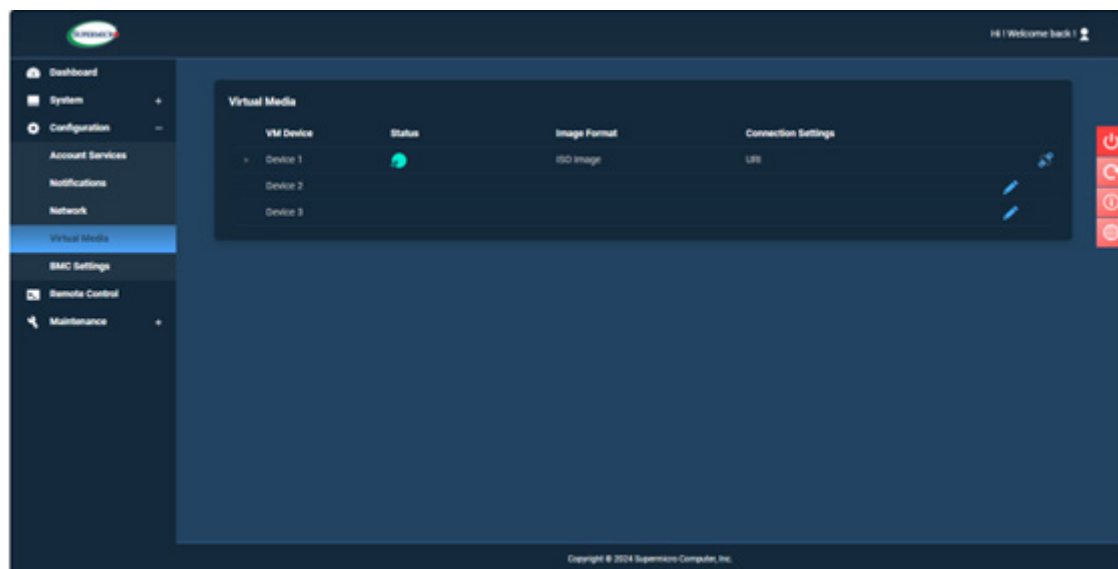 SUPERMICRO
Hi ! Welcome back !
Dashboard
System +
Configuration -
Account Services
Notifications
Network
Virtual Media
BMC Settings
Remote Control
Maintenance +
Virtual Media
VM Device Status Image Format Connection Settings
Device 1 ISO Image URI
Device 2
Device 3
Copyright © 2024 Supermicro Computer, Inc.